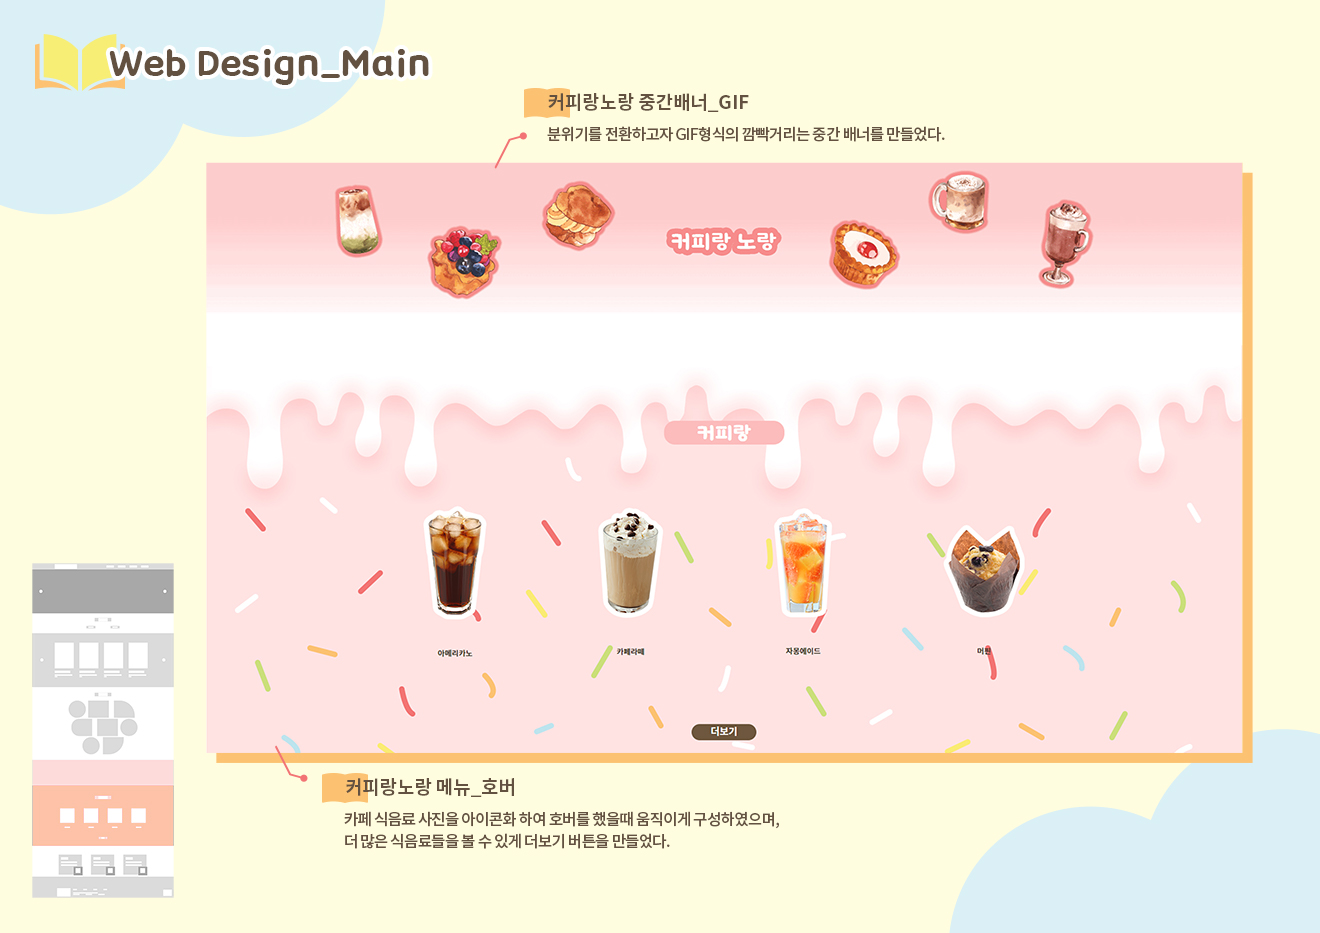 Web Design_Main
커피랑노랑 중간배너_GIF
분위기를 전환하고자 GIF형식의 깜빡거리는 중간 배너를 만들었다.
커피랑 노랑
커피랑
아메리카노
카페라떼
자몽에이드
머핀
더보기
커피랑노랑 메뉴_호버
카페 식음료 사진을 아이콘화 하여 호버를 했을때 움직이게 구성하였으며,
더 많은 식음료들을 볼 수 있게 더보기 버튼을 만들었다.